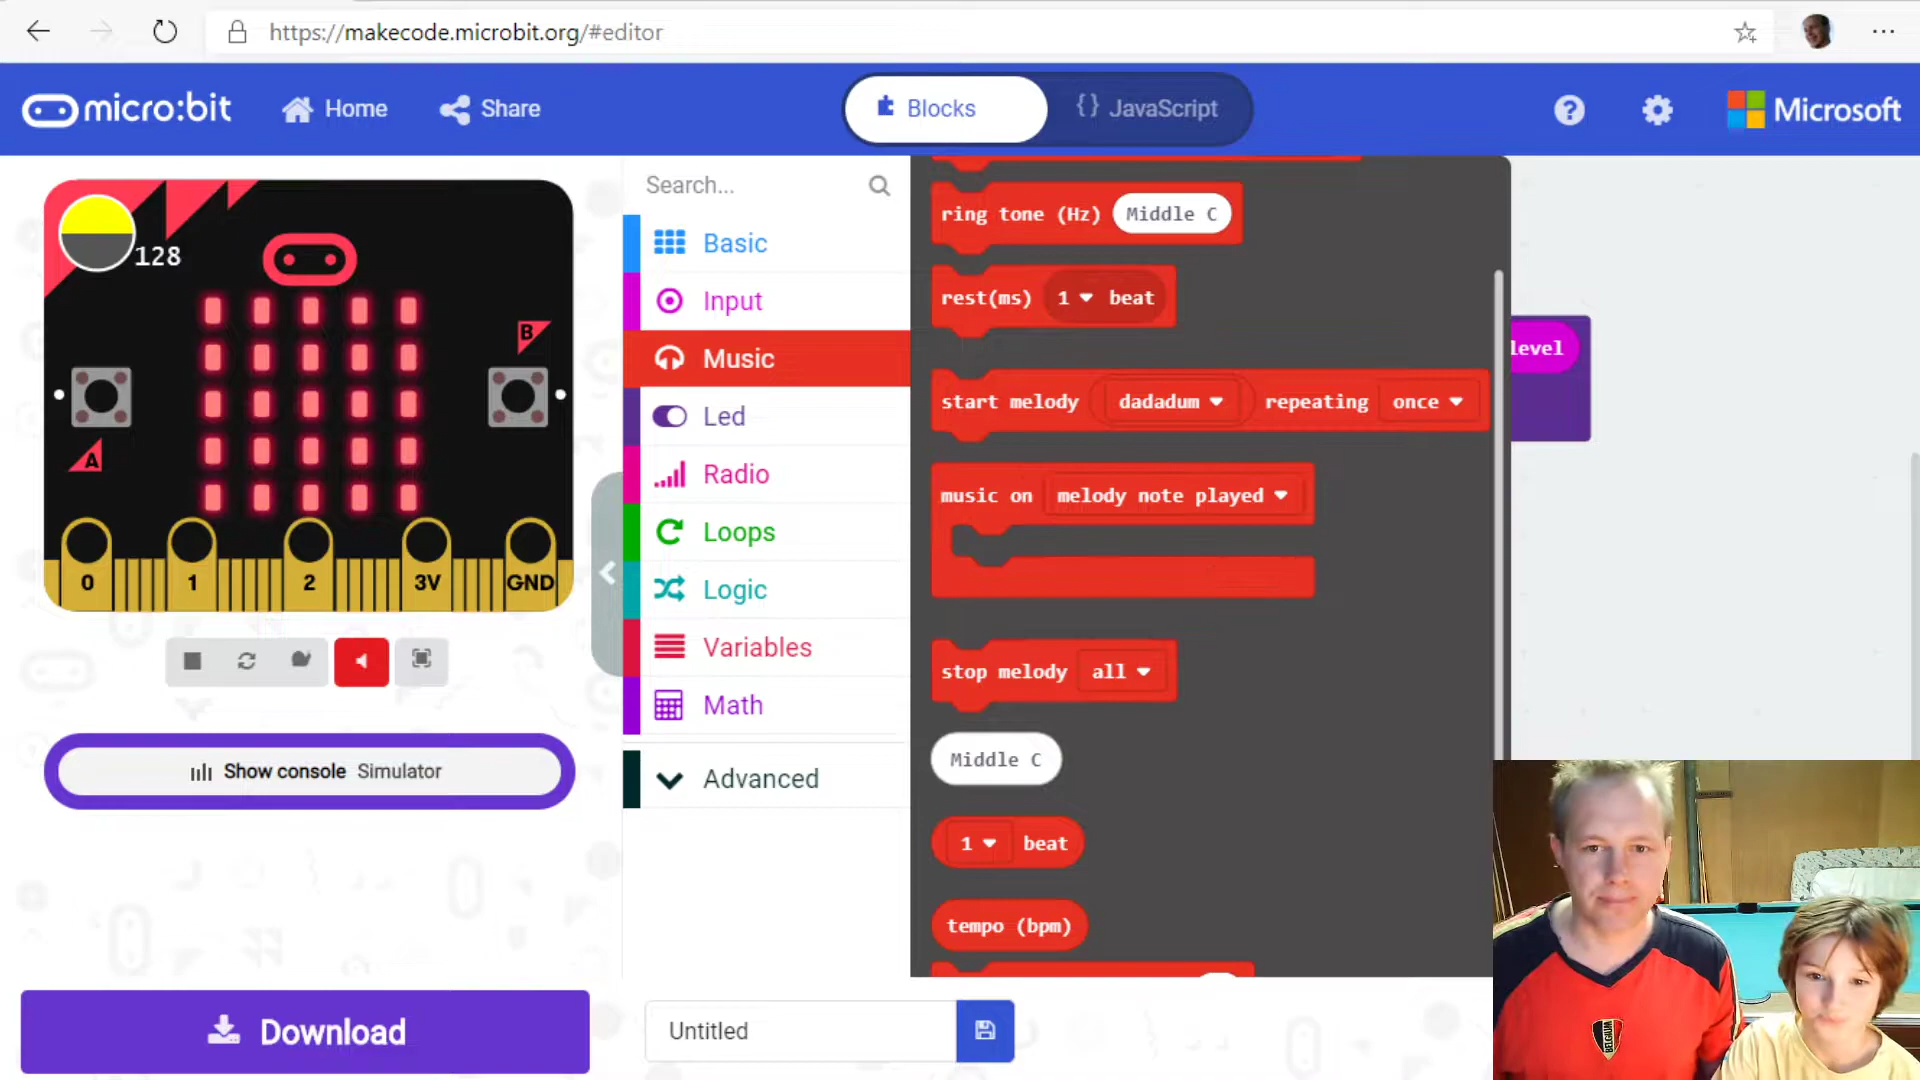 https://makecode.microbit.org/#editor
micro:bit
Home
Share
Blocks
{} JavaScript
?
Microsoft
128
B
A
0
1
2
3V
GND
Show console Simulator
Download
Search...
Basic
Input
Music
Led
Radio
Loops
Logic
Variables
Math
Advanced
ring tone (Hz) Middle C
rest(ms) 1 beat
start melody dadadum repeating once
music on melody note played
stop melody all
Middle C
1 beat
tempo (bpm)
level
Untitled
BELGIUM